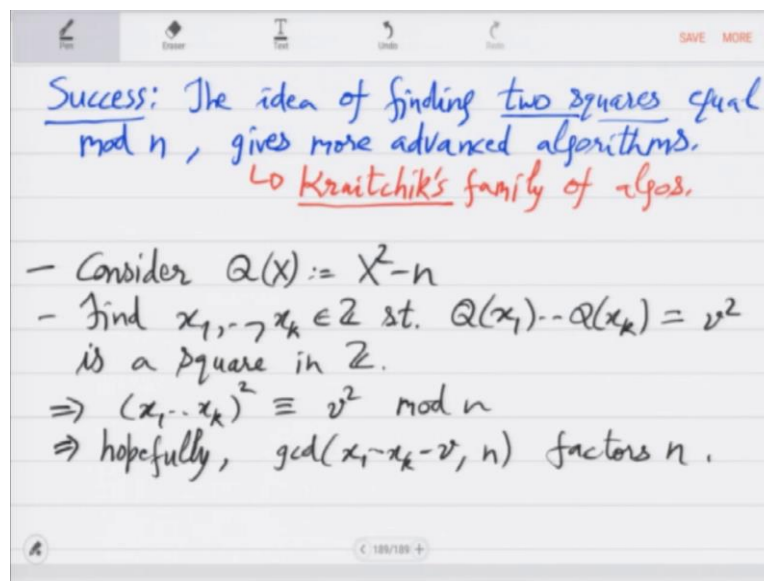 Pen Eraser Text Undo Redo SAVE MORE
Success: The idea of finding two squares equal
mod n, gives more advanced algorithms.
↳ Kraitchik's family of algos.
- Consider Q(X) := X²-n
- Find x₁,..,xₖ ∈ ℤ st. Q(x₁)··Q(xₖ) = v²
is a square in ℤ.
⇒ (x₁..xₖ)² ≡ v² mod n
⇒ hopefully, gcd(x₁··xₖ-v, n) factors n.
< 189/189 +